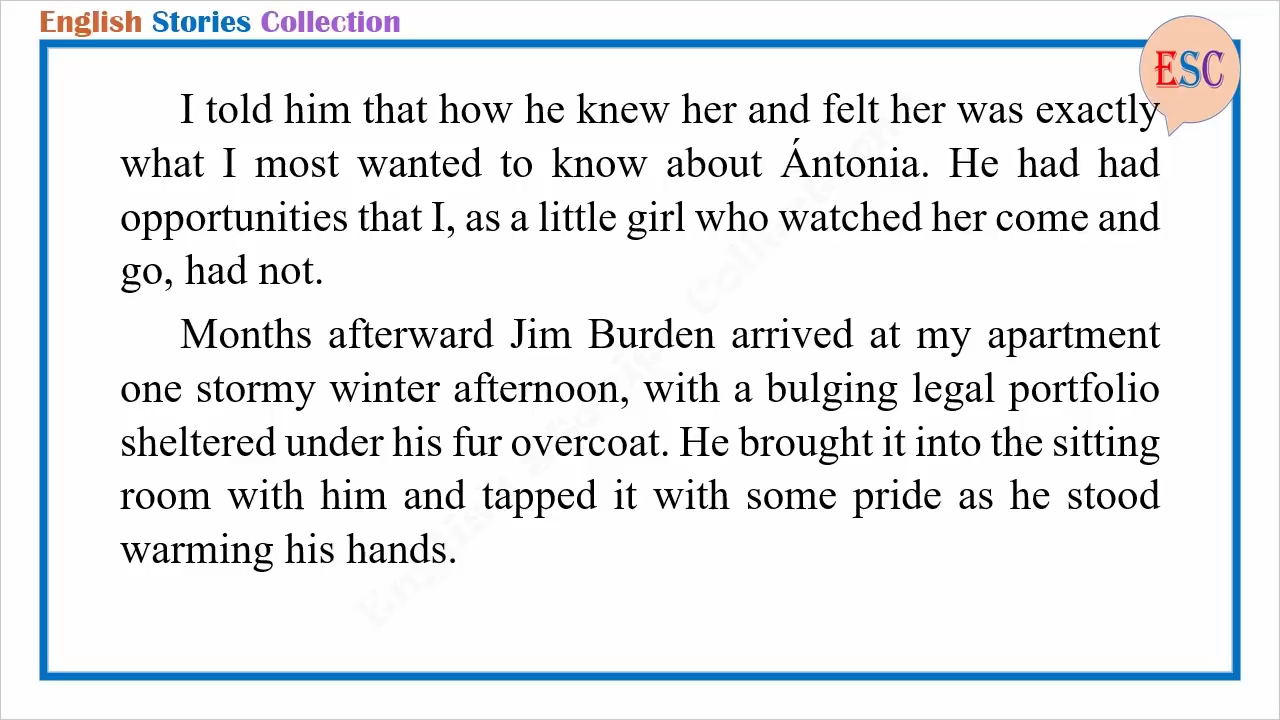 English Stories Collection
ESC
I told him that how he knew her and felt her was exactly
what I most wanted to know about Ántonia. He had had
opportunities that I, as a little girl who watched her come and
go, had not.
Months afterward Jim Burden arrived at my apartment
one stormy winter afternoon, with a bulging legal portfolio
sheltered under his fur overcoat. He brought it into the sitting
room with him and tapped it with some pride as he stood
warming his hands.